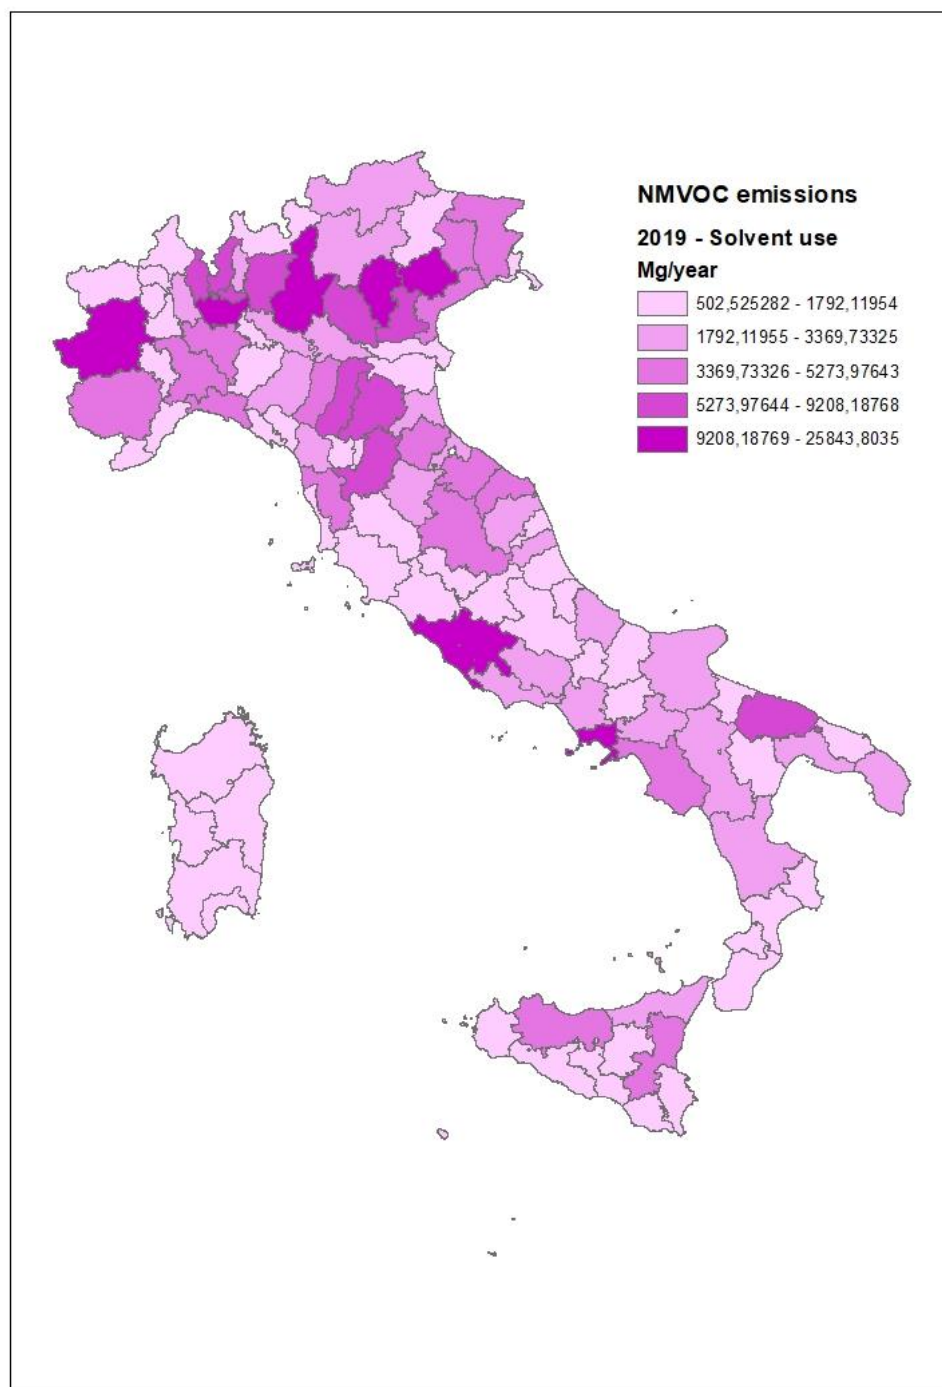 NMVOC emissions
2019 - Solvent use
Mg/year
502,525282 - 1792,11954
1792,11955 - 3369,73325
3369,73326 - 5273,97643
5273,97644 - 9208,18768
9208,18769 - 25843,8035